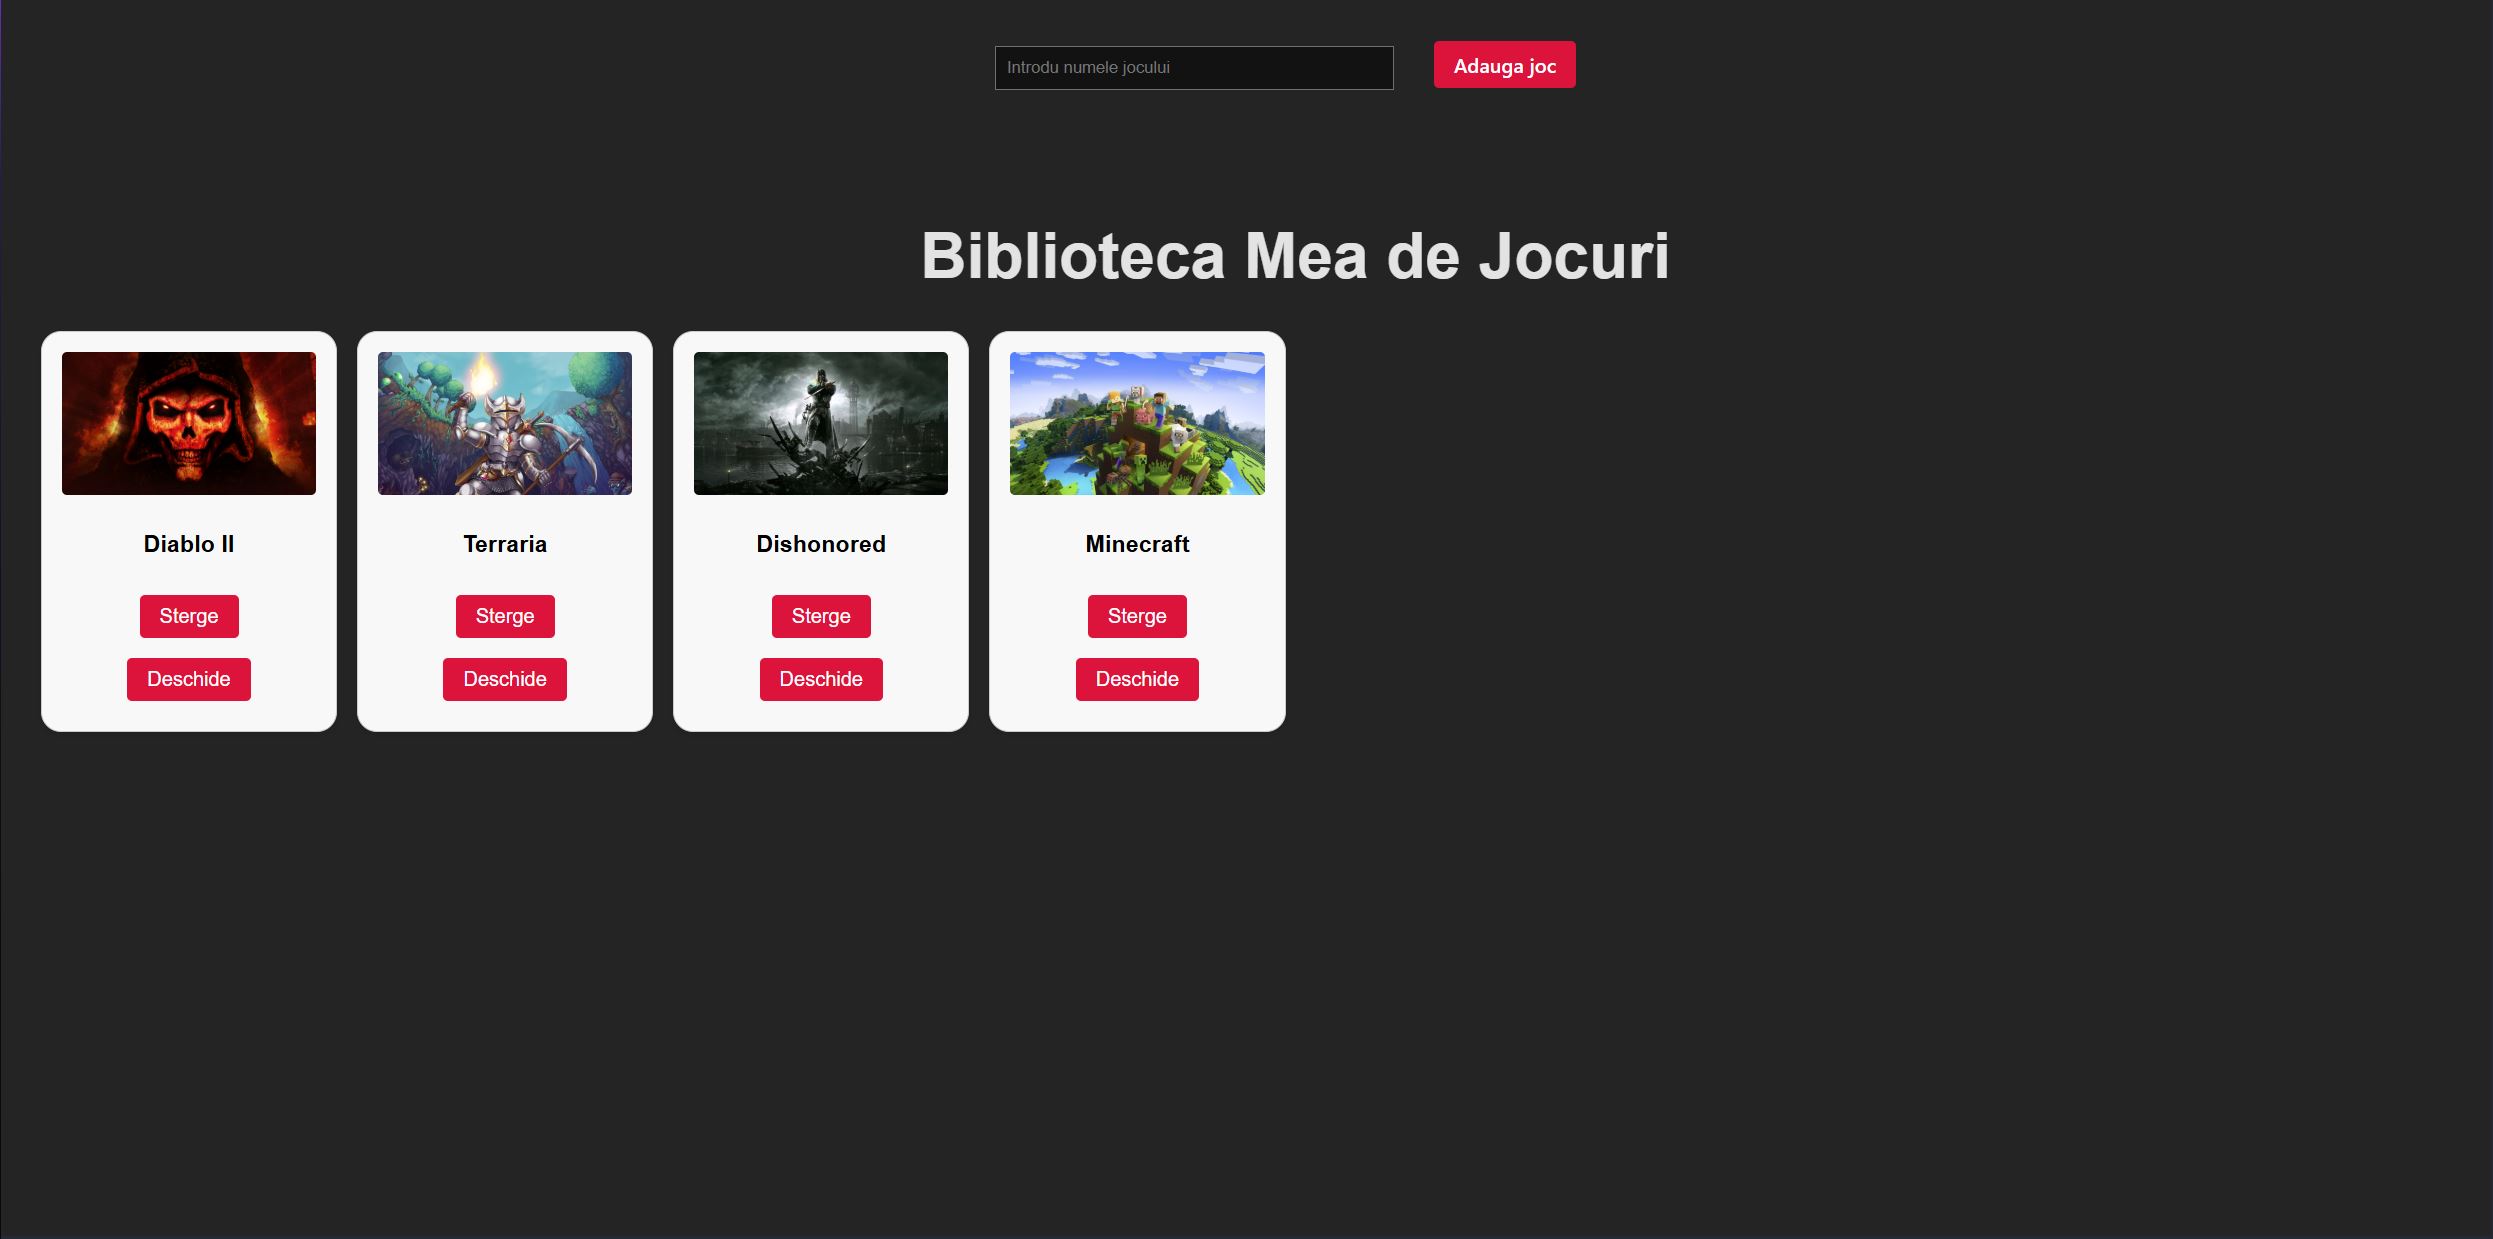 Introdu numele jocului
Adauga joc
Biblioteca Mea de Jocuri
Diablo II
Terraria
Dishonored
Minecraft
Sterge
Sterge
Sterge
Sterge
Deschide
Deschide
Deschide
Deschide